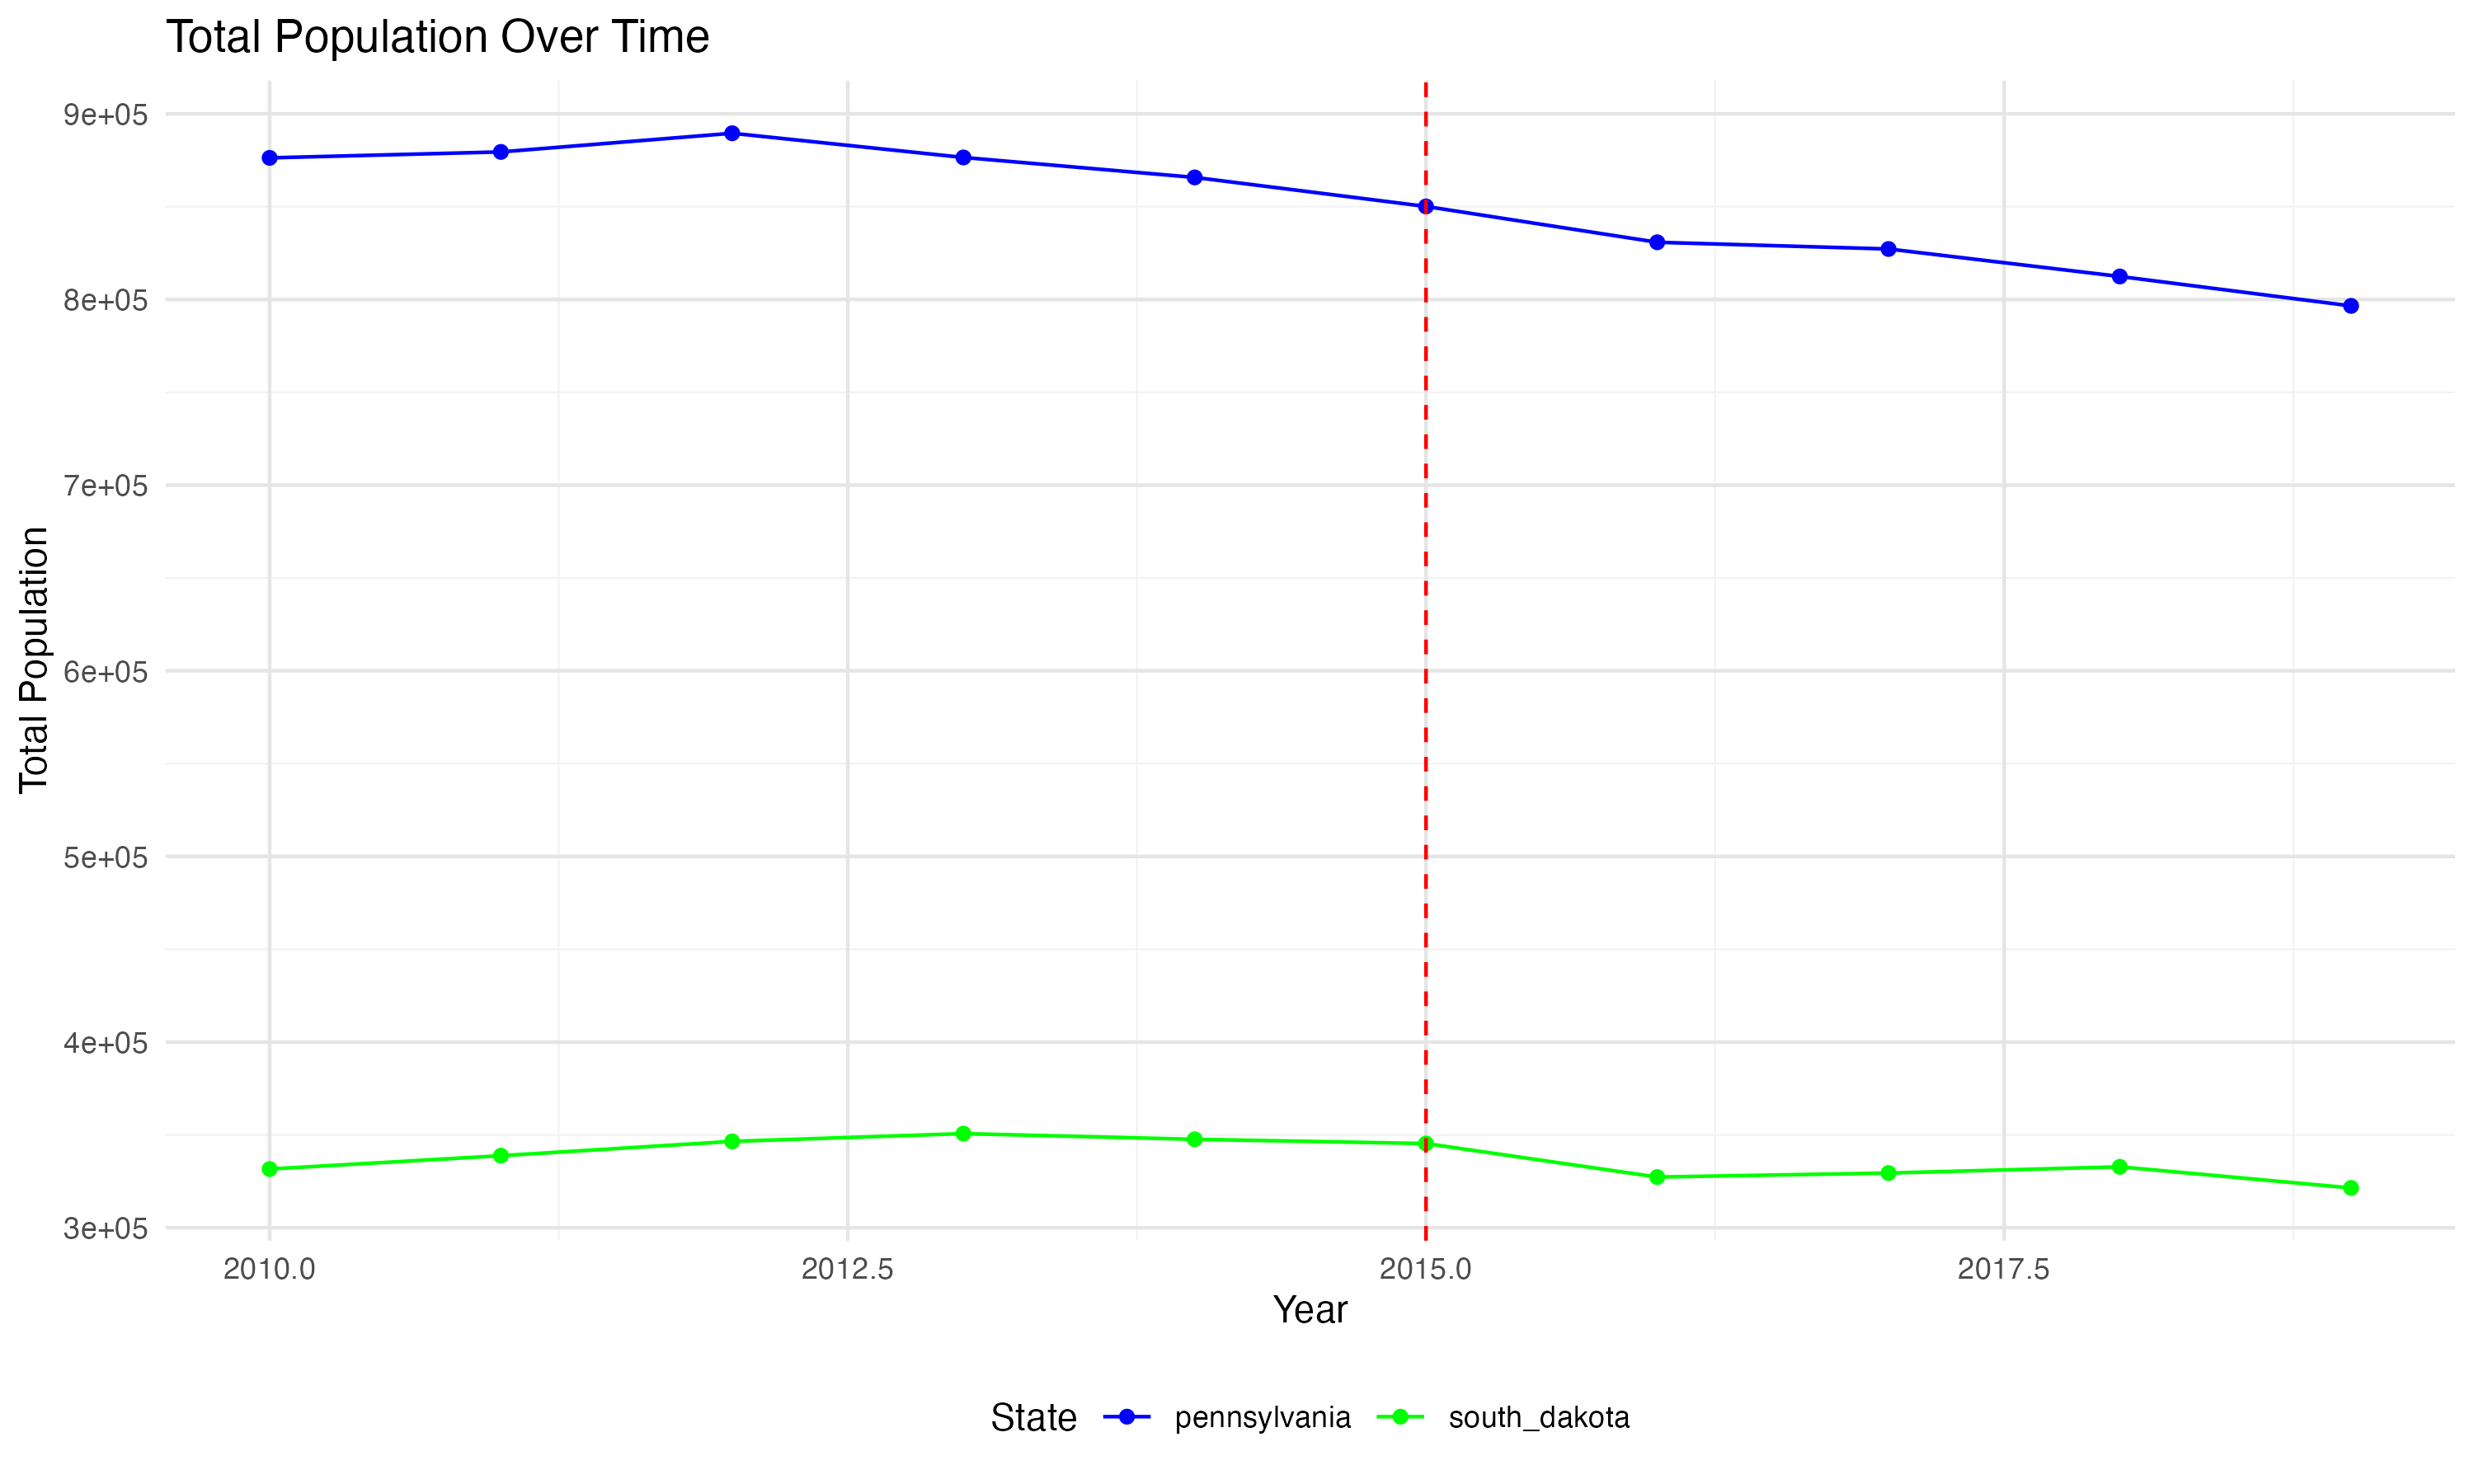 Total Population Over Time
Total Population
9e+05
8e+05
7e+05
6e+05
5e+05
4e+05
3e+05
2010.0 2012.5 2015.0 2017.5
Year
State pennsylvania south_dakota